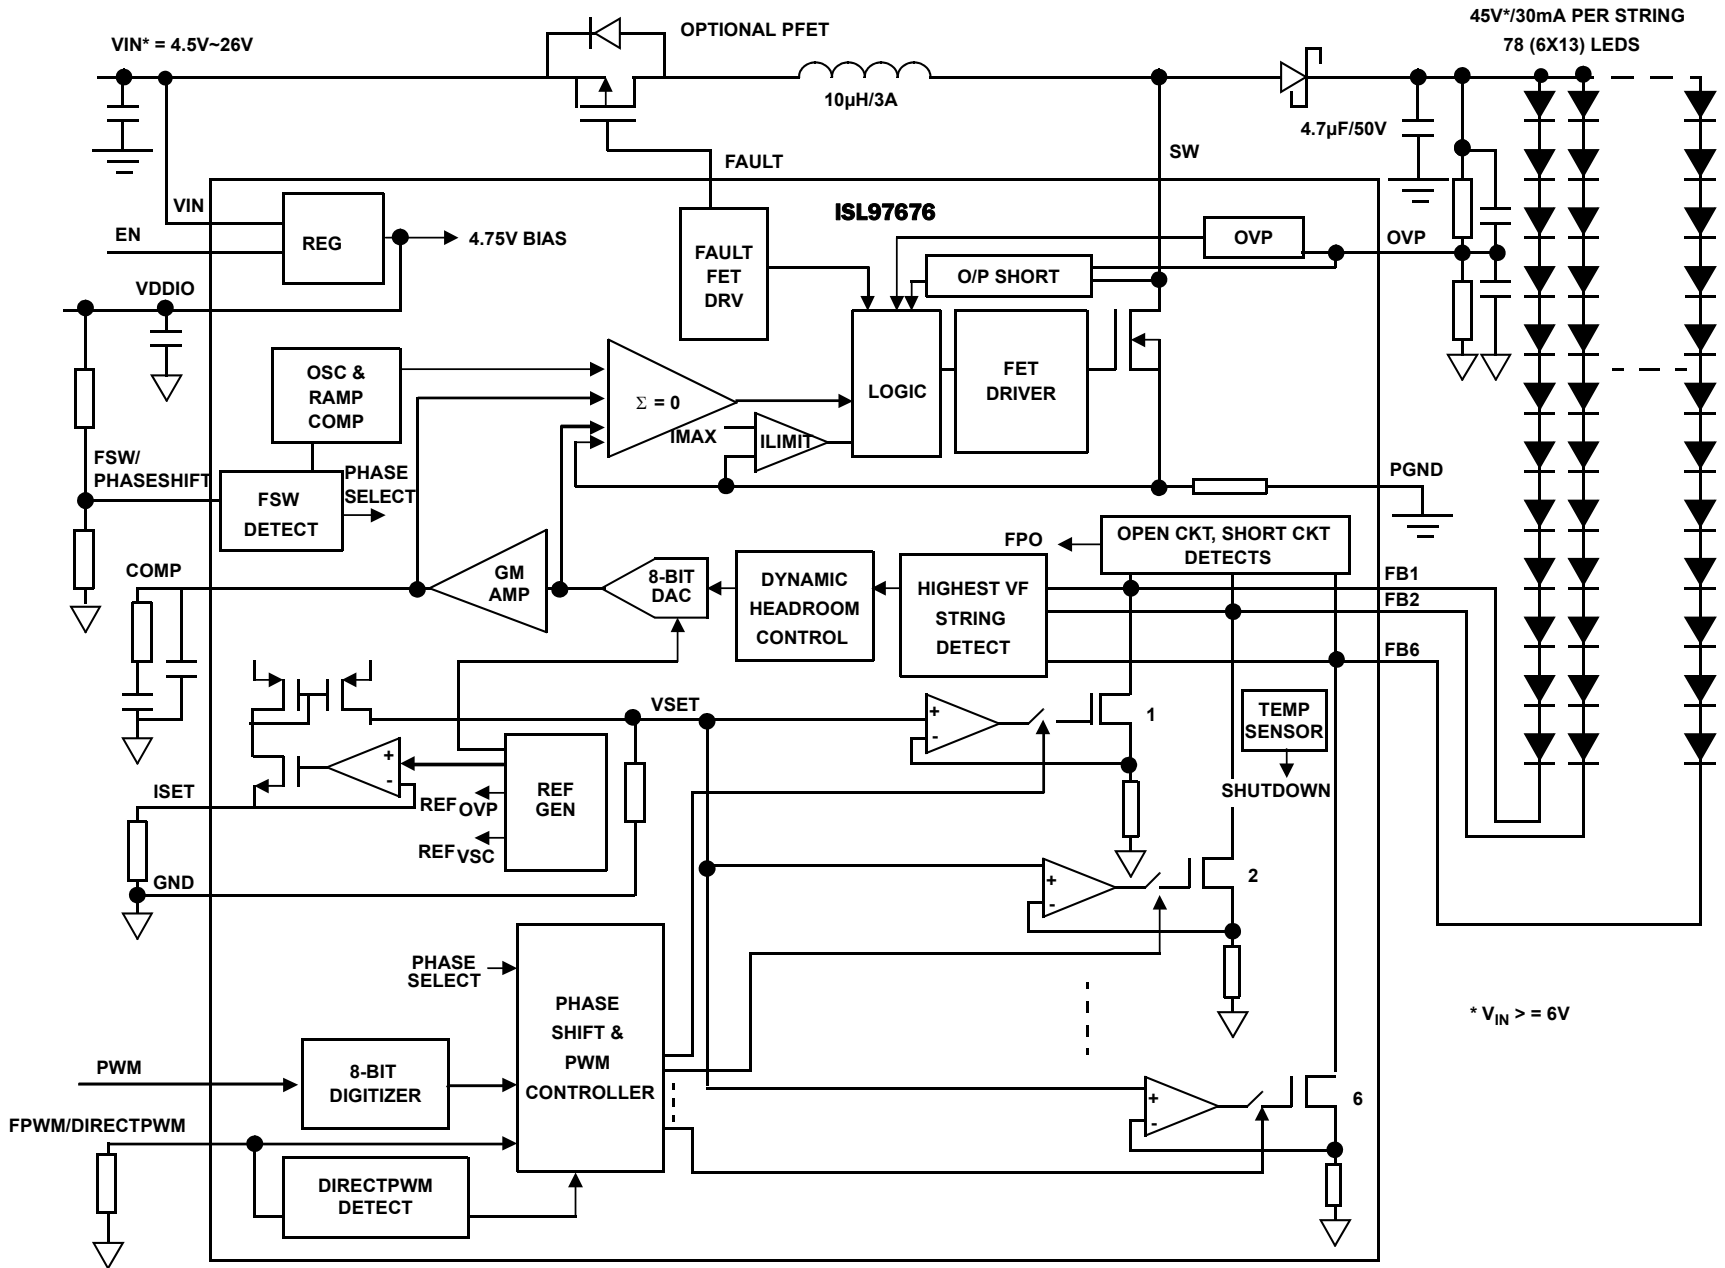 45V*/30mA PER STRING
78 (6X13) LEDS
VIN* = 4.5V~26V
OPTIONAL PFET
10µH/3A
4.7µF/50V
SW
FAULT
ISL97676
VIN
EN
REG
4.75V BIAS
FAULT
FET
DRV
OVP
OVP
O/P SHORT
VDDIO
OSC &
RAMP
COMP
Σ = 0
IMAX
ILIMIT
LOGIC
FET
DRIVER
FSW/
PHASESHIFT
FSW
DETECT
PHASE
SELECT
PGND
FPO
OPEN CKT, SHORT CKT
DETECTS
COMP
GM
AMP
8-BIT
DAC
DYNAMIC
HEADROOM
CONTROL
HIGHEST VF
STRING
DETECT
FB1
FB2
FB6
VSET
+
-
1
TEMP
SENSOR
SHUTDOWN
+
-
ISET
REF OVP
REF VSC
REF
GEN
GND
+
-
2
PHASE
SELECT
PHASE
SHIFT &
PWM
CONTROLLER
* VIN > = 6V
PWM
8-BIT
DIGITIZER
+
-
6
FPWM/DIRECTPWM
DIRECTPWM
DETECT